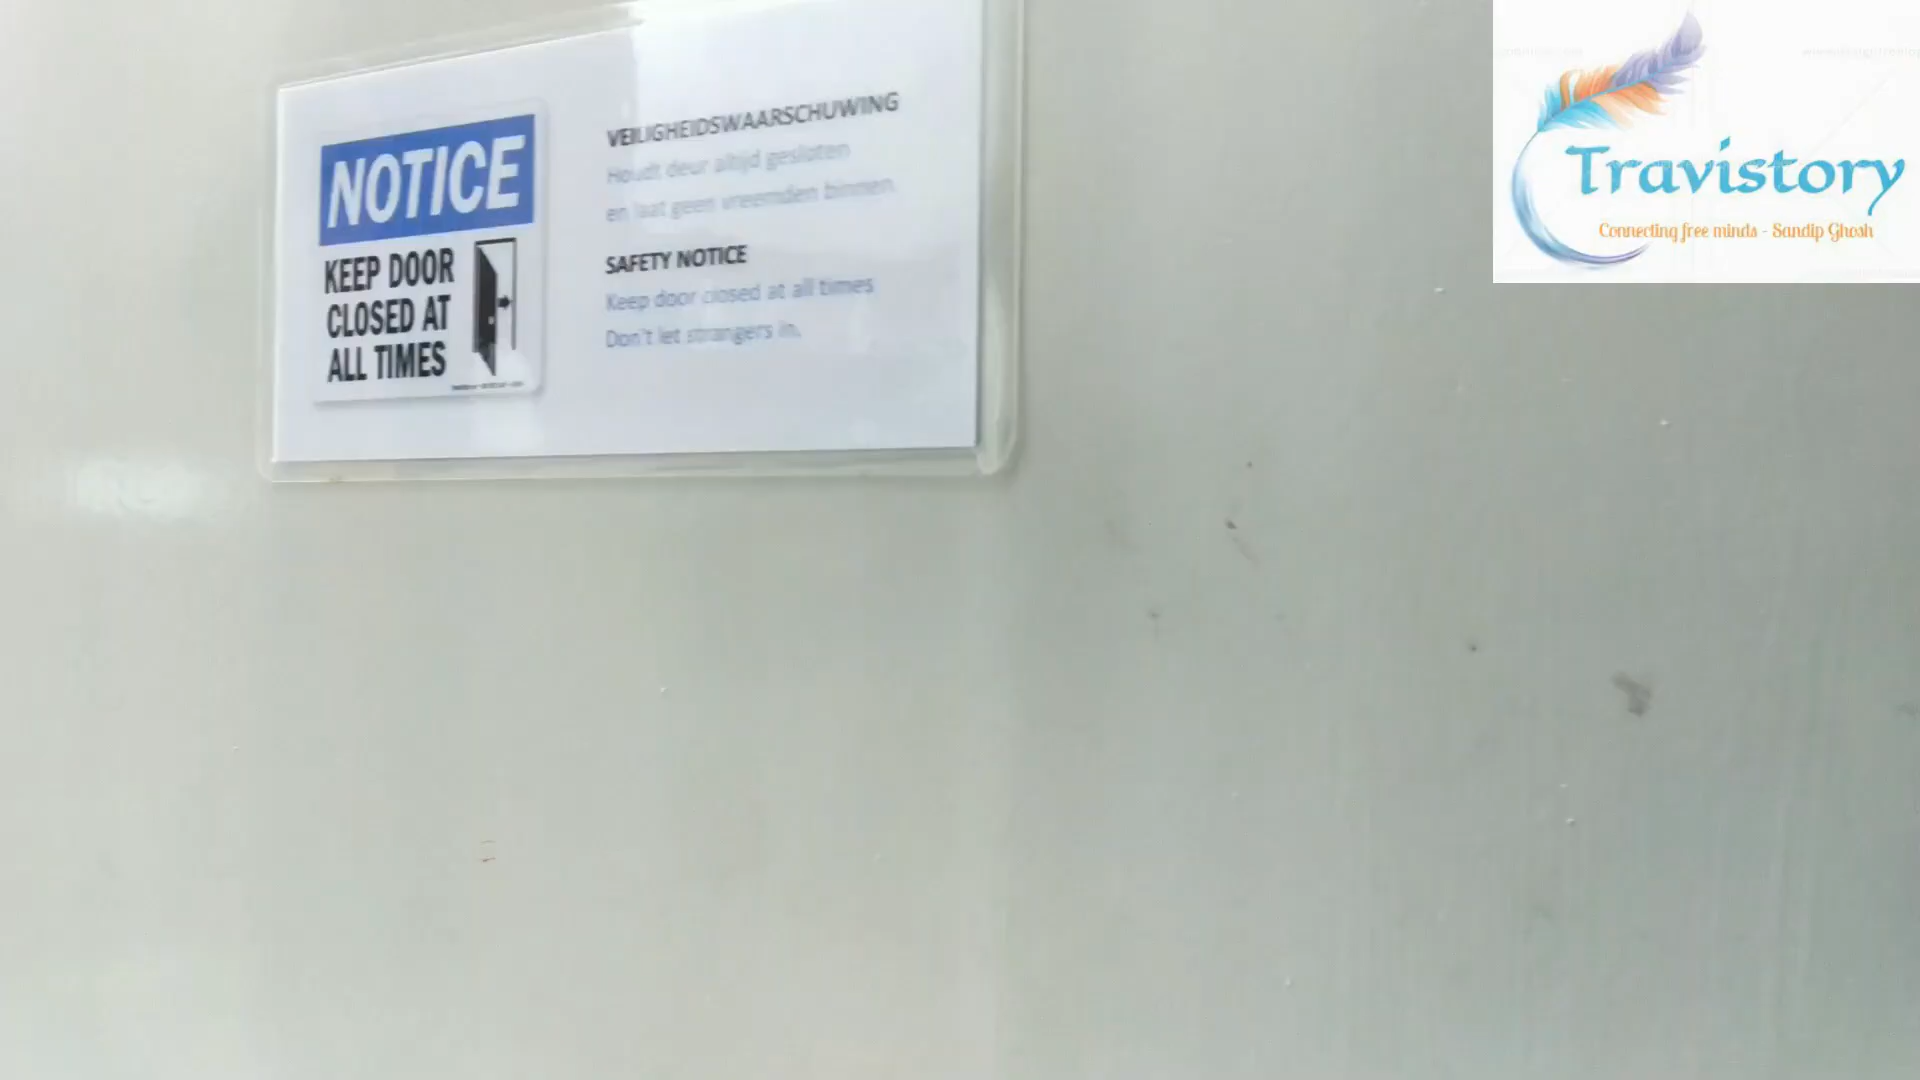 NOTICE
KEEP DOOR
CLOSED AT
ALL TIMES
VEILIGHEIDSWAARSCHUWING
Houdt deur altijd gesloten
en laat geen vreemden binnen
SAFETY NOTICE
Keep door closed at all times
Don't let strangers in.
Travistory
Connecting free minds - Sandip Ghosh